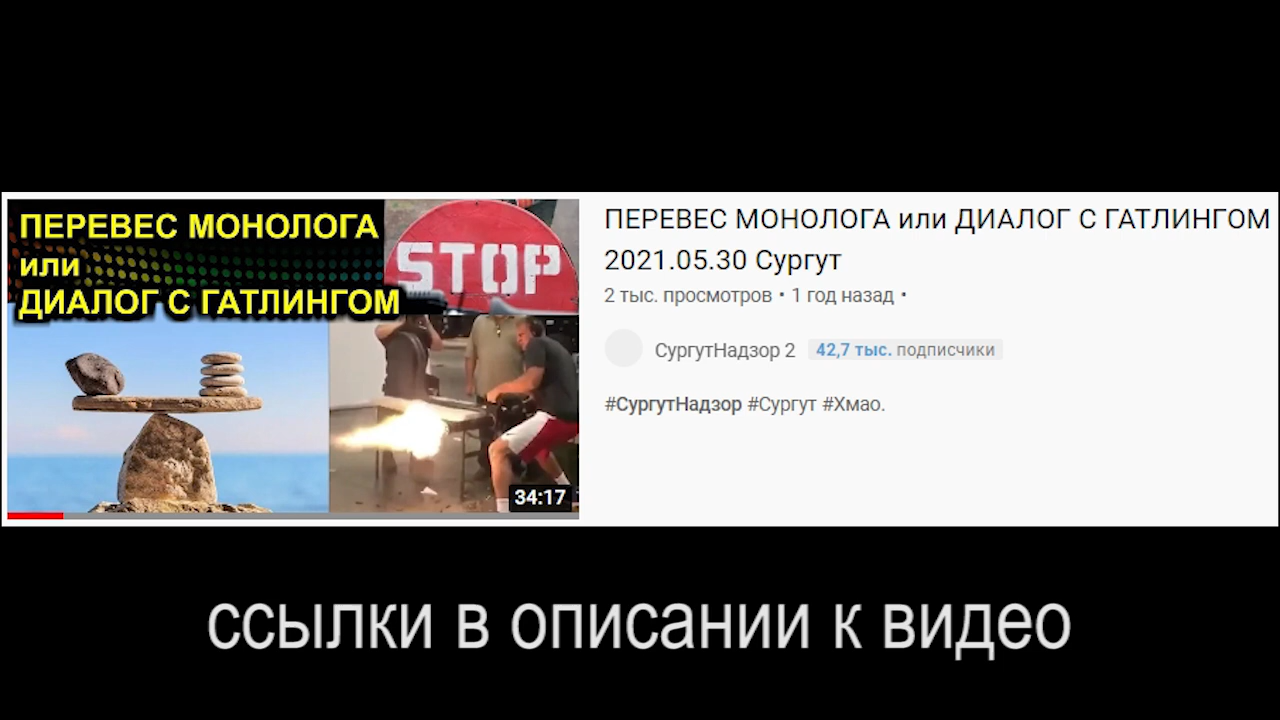 ПЕРЕВЕС МОНОЛОГА
или
ДИАЛОГ С ГАТЛИНГОМ
STOP
34:17
ПЕРЕВЕС МОНОЛОГА или ДИАЛОГ С ГАТЛИНГОМ
2021.05.30 Сургут
2 тыс. просмотров • 1 год назад •
СургутНадзор 2 42,7 тыс. подписчики
#СургутНадзор #Сургут #Хмао.
ссылки в описании к видео